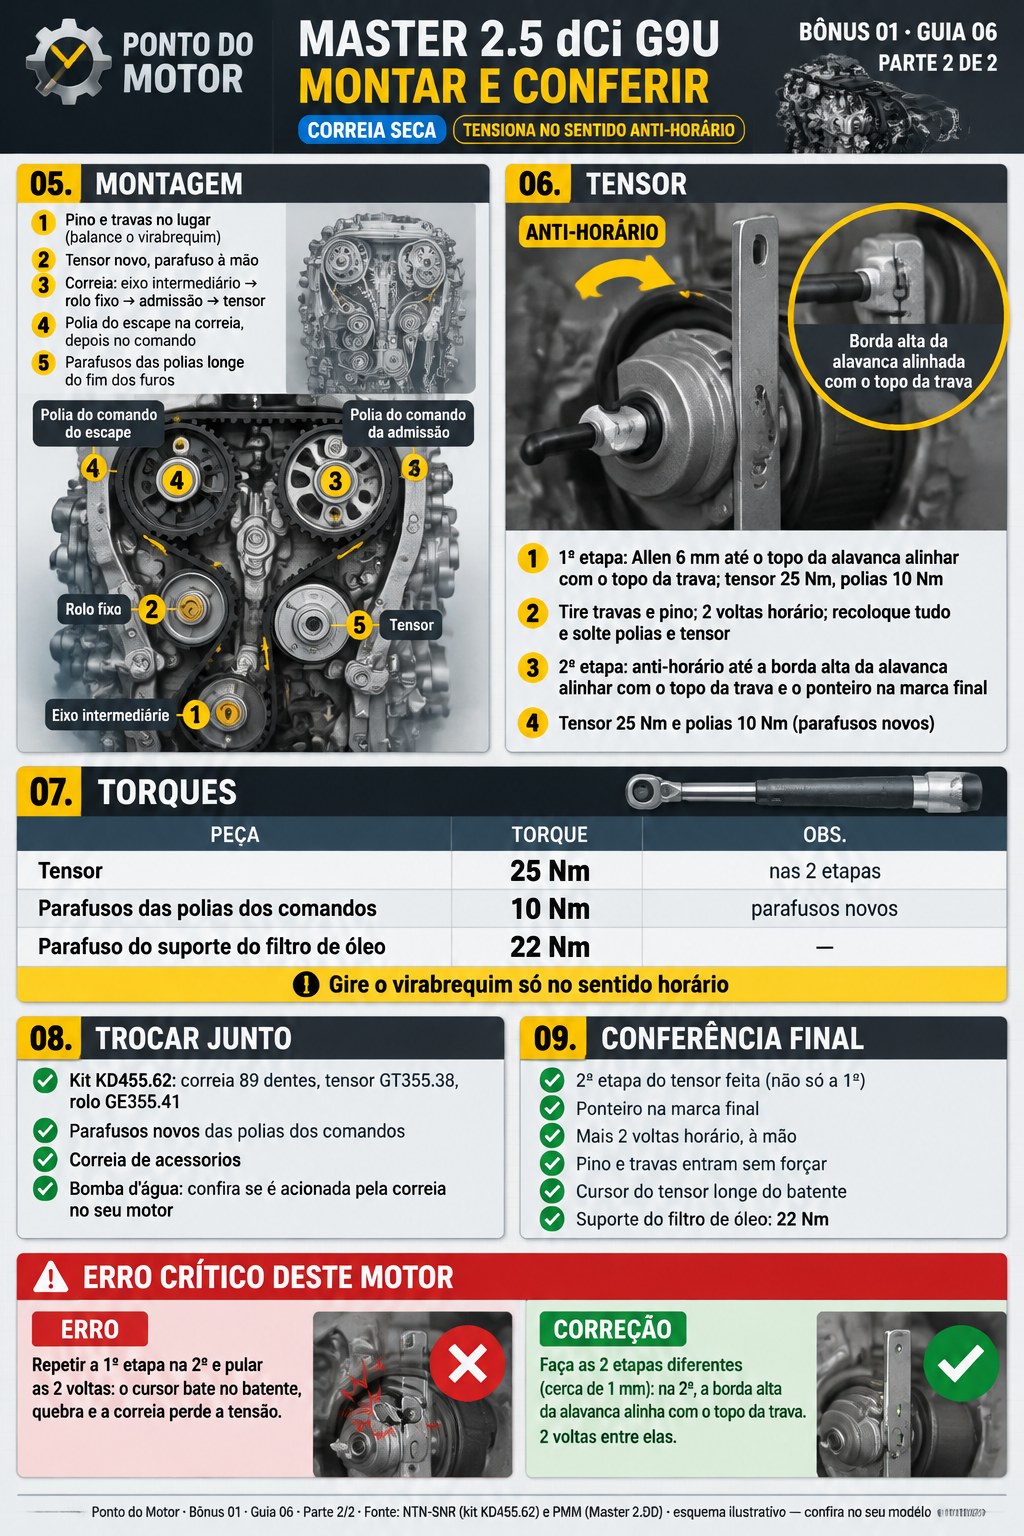 PONTO DO
MOTOR
MASTER 2.5 dCi G9U
MONTAR E CONFERIR
CORREIA SECA
TENSIONA NO SENTIDO ANTI-HORÁRIO
BÔNUS 01 · GUIA 06
PARTE 2 DE 2
05. MONTAGEM
1 Pino e travas no lugar
(balance o virabrequim)
2 Tensor novo, parafuso à mão
3 Correia: eixo intermediário →
rolo fixo → admissão → tensor
4 Polia do escape na correia,
depois no comando
5 Parafusos das polias longe
do fim dos furos
Polia do comando
do escape
Polia do comando
da admissão
4
4
3
3
Rolo fixo
2
5
Tensor
Eixo intermediárie
1
06. TENSOR
ANTI-HORÁRIO
Borda alta da
alavanca alinhada
com o topo da trava
1 1ª etapa: Allen 6 mm até o topo da alavanca alinhar
com o topo da trava; tensor 25 Nm, polias 10 Nm
2 Tire travas e pino; 2 voltas horário; recoloque tudo
e solte polias e tensor
3 2ª etapa: anti-horário até a borda alta da alavanca
alinhar com o topo da trava e o ponteiro na marca final
4 Tensor 25 Nm e polias 10 Nm (parafusos novos)
07. TORQUES
PEÇA TORQUE OBS.
Tensor 25 Nm nas 2 etapas
Parafusos das polias dos comandos 10 Nm parafusos novos
Parafuso do suporte do filtro de óleo 22 Nm —
! Gire o virabrequim só no sentido horário
08. TROCAR JUNTO
Kit KD455.62: correia 89 dentes, tensor GT355.38,
rolo GE355.41
Parafusos novos das polias dos comandos
Correia de acessorios
Bomba d'água: confira se é acionada pela correia
no seu motor
09. CONFERÊNCIA FINAL
2ª etapa do tensor feita (não só a 1ª)
Ponteiro na marca final
Mais 2 voltas horário, à mão
Pino e travas entram sem forçar
Cursor do tensor longe do batente
Suporte do filtro de óleo: 22 Nm
ERRO CRÍTICO DESTE MOTOR
ERRO
Repetir a 1ª etapa na 2ª e pular
as 2 voltas: o cursor bate no batente,
quebra e a correia perde a tensão.
CORREÇÃO
Faça as 2 etapas diferentes
(cerca de 1 mm): na 2ª, a borda alta
da alavanca alinha com o topo da trava.
2 voltas entre elas.
Ponto do Motor · Bônus 01 · Guia 06 · Parte 2/2 · Fonte: NTN-SNR (kit KD455.62) e PMM (Master 2.5D) · esquema ilustrativo — confira no seu modelo